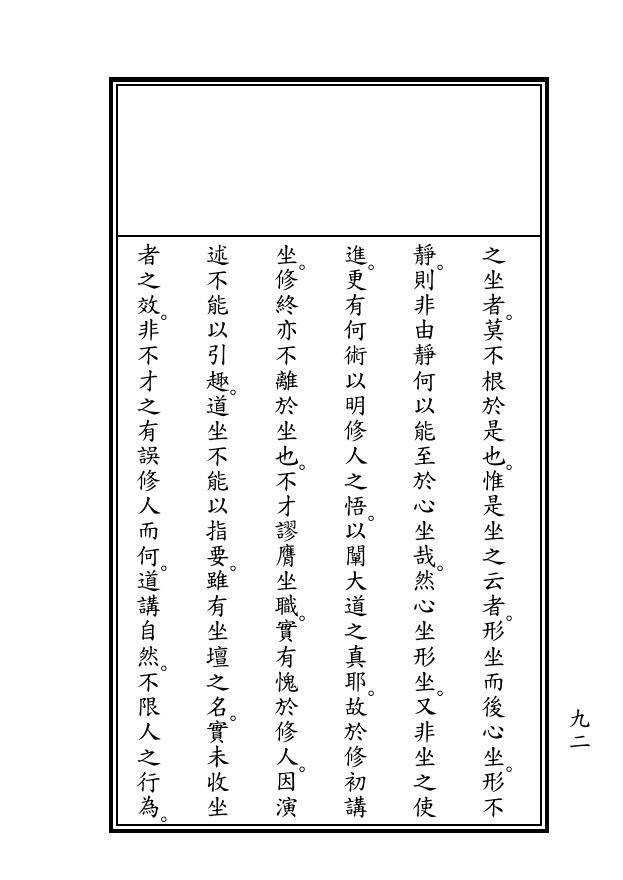 之坐者。莫不根於是也。惟是坐之云者。形坐而後心坐。形不
靜。則非由靜何以能至於心坐哉。然心坐形坐。又非坐之使
進。更有何術以明修人之悟。以闡大道之真耶。故於修初講
坐。修終亦不離於坐也。不才謬膺坐職。實有愧於修人。因演
述不能以引趣。道坐不能以指要。雖有坐壇之名。實未收坐
者之效。非不才之有誤修人而何。道講自然。不限人之行為。
九二